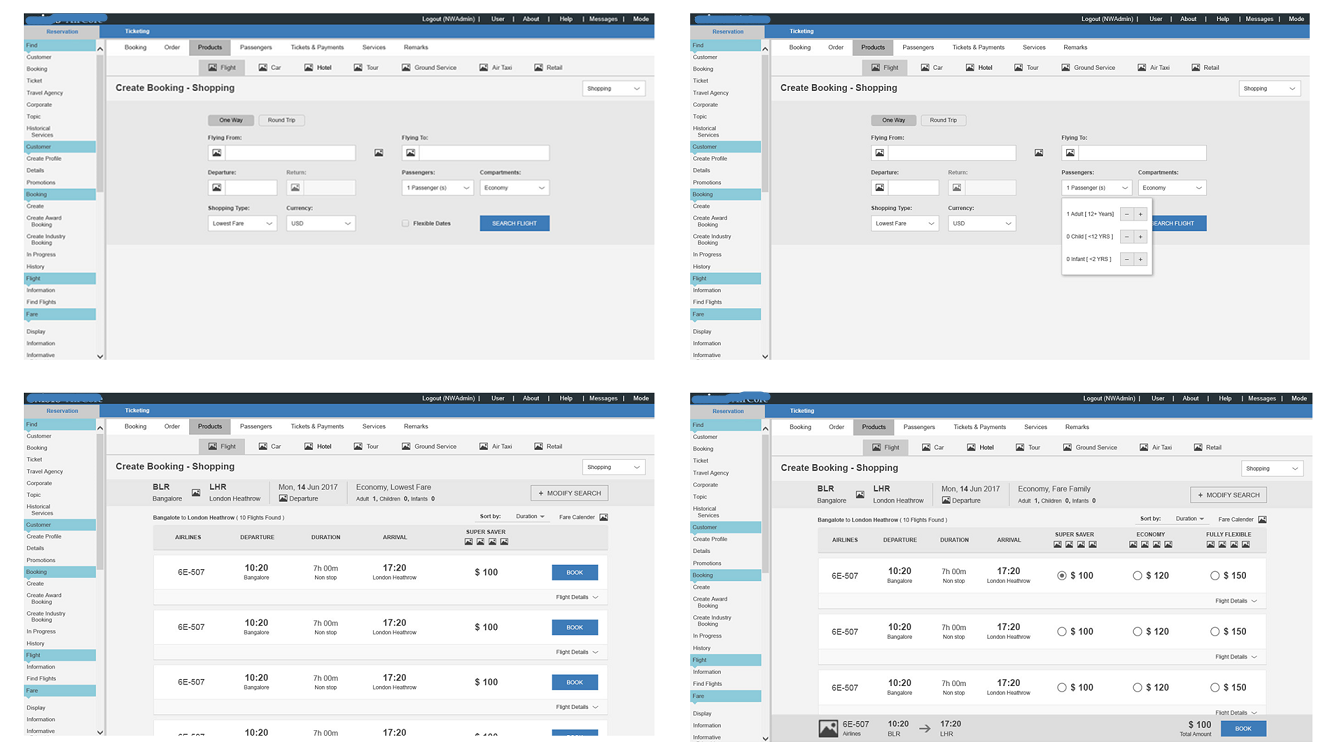 Logout (NWAdmin) | User | About | Help | Messages | Mode
Reservation Ticketing
Find
Customer
Booking
Ticket
Travel Agency
Corporate
Topic
Historical
Services
Customer
Create Profile
Details
Promotions
Booking
Create
Create Award
Booking
Create Industry
Booking
In Progress
History
Flight
Information
Find Flights
Fare
Display
Information
Informative
Booking Order Products Passengers Tickets & Payments Services Remarks
Flight Car Hotel Tour Ground Service Air Taxi Retail
Create Booking - Shopping Shopping
One Way Round Trip
Flying From: Flying To:
Departure: Return: Passengers: Compartments:
1 Passenger (s) Economy
Shopping Type: Currency:
Lowest Fare USD Flexible Dates SEARCH FLIGHT
Logout (NWAdmin) | User | About | Help | Messages | Mode
Reservation Ticketing
Find
Customer
Booking
Ticket
Travel Agency
Corporate
Topic
Historical
Services
Customer
Create Profile
Details
Promotions
Booking
Create
Create Award
Booking
Create Industry
Booking
In Progress
History
Flight
Information
Find Flights
Fare
Display
Information
Informative
Booking Order Products Passengers Tickets & Payments Services Remarks
Flight Car Hotel Tour Ground Service Air Taxi Retail
Create Booking - Shopping Shopping
One Way Round Trip
Flying From: Flying To:
Departure: Return: Passengers: Compartments:
1 Passenger (s) Economy
Shopping Type: Currency:
Lowest Fare USD SEARCH FLIGHT
1 Adult [ 12+ Years] − +
0 Child [ <12 YRS ] − +
0 Infant [ <2 YRS ] − +
Logout (NWAdmin) | User | About | Help | Messages | Mode
Reservation Ticketing
Find
Customer
Booking
Ticket
Travel Agency
Corporate
Topic
Historical
Services
Customer
Create Profile
Details
Promotions
Booking
Create
Create Award
Booking
Create Industry
Booking
In Progress
History
Flight
Information
Find Flights
Fare
Display
Information
Informative
Booking Order Products Passengers Tickets & Payments Services Remarks
Flight Car Hotel Tour Ground Service Air Taxi Retail
Create Booking - Shopping Shopping
BLR LHR Mon, 14 Jun 2017 Economy, Lowest Fare
Bangalore London Heathrow Departure Adult 1, Children 0, Infants 0
+ MODIFY SEARCH
Bangalote to London Heathrow ( 10 Flights Found ) Sort by: Duration Fare Calender
AIRLINES DEPARTURE DURATION ARRIVAL SUPER SAVER
6E-507 10:20 7h 00m 17:20 $ 100 BOOK
Bangalore Non stop London Heathrow
Flight Details
6E-507 10:20 7h 00m 17:20 $ 100 BOOK
Bangalore Non stop London Heathrow
Flight Details
6E-507 10:20 7h 00m 17:20 $ 100 BOOK
Bangalore Non stop London Heathrow
Flight Details
Logout (NWAdmin) | User | About | Help | Messages | Mode
Reservation Ticketing
Find
Customer
Booking
Ticket
Travel Agency
Corporate
Topic
Historical
Services
Customer
Create Profile
Details
Promotions
Booking
Create
Create Award
Booking
Create Industry
Booking
In Progress
History
Flight
Information
Find Flights
Fare
Display
Information
Informative
Booking Order Products Passengers Tickets & Payments Services Remarks
Flight Car Hotel Tour Ground Service Air Taxi Retail
Create Booking - Shopping Shopping
BLR LHR Mon, 14 Jun 2017 Economy, Fare Family
Bangalore London Heathrow Departure Adult 1, Children 0, Infants 0
+ MODIFY SEARCH
Bangalote to London Heathrow ( 10 Flights Found ) Sort by: Duration Fare Calender
AIRLINES DEPARTURE DURATION ARRIVAL SUPER SAVER ECONOMY FULLY FLEXIBLE
6E-507 10:20 7h 00m 17:20 $ 100 $ 120 $ 150
Bangalore Non stop London Heathrow
Flight Details
6E-507 10:20 7h 00m 17:20 $ 100 $ 120 $ 150
Bangalore Non stop London Heathrow
Flight Details
6E-507 10:20 7h 00m 17:20 $ 100 $ 120 $ 150
Bangalore Non stop London Heathrow
Flight Details
6E-507 10:20 17:20 $ 100 BOOK
Airlines BLR LHR Total Amount